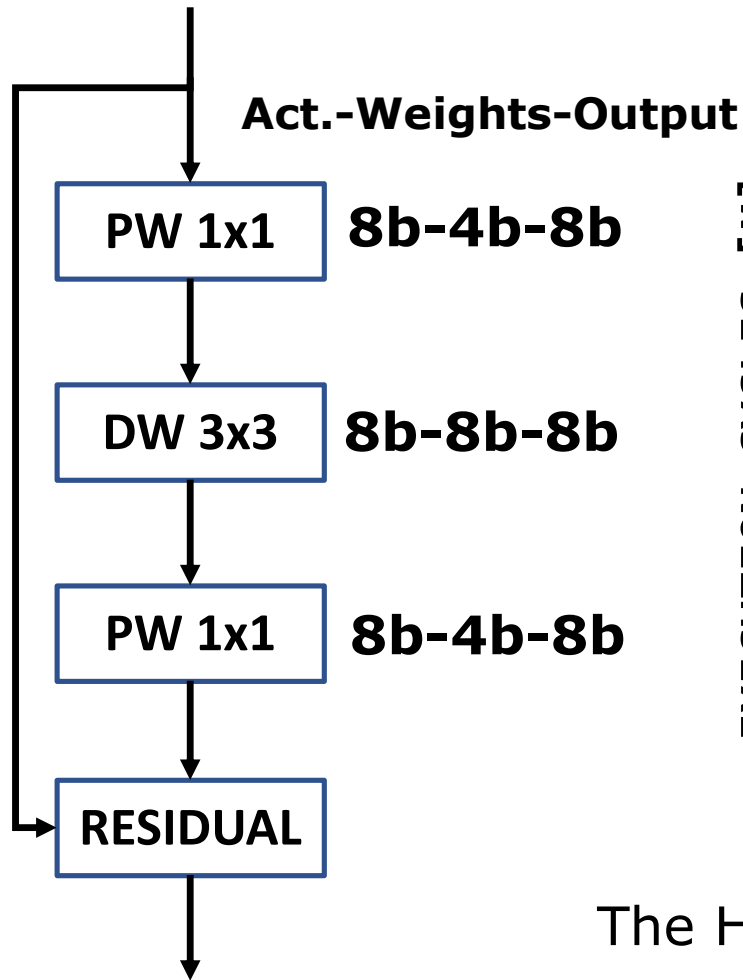 Act.-Weights-Output
PW 1x1
8b-4b-8b
DW 3x3
8b-8b-8b
PW 1x1
8b-4b-8b
RESIDUAL
The H